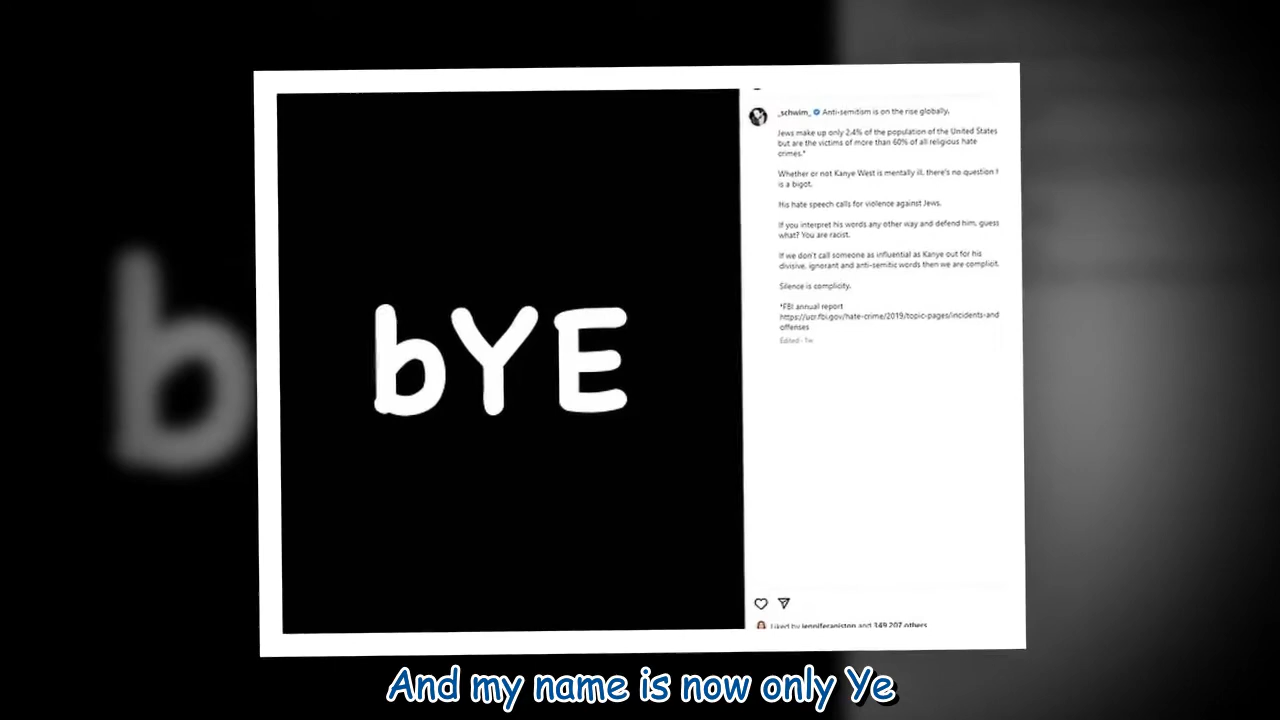 bYE
_schwim_ Anti-semitism is on the rise globally.
Jews make up only 2.4% of the population of the United States
but are the victims of more than 60% of all religious hate
crimes.*
Whether or not Kanye West is mentally ill, there's no question
is a bigot.
His hate speech calls for violence against Jews.
If you interpret his words any other way and defend him, guess
what? You are racist.
If we don't call someone as influential as Kanye out for his
divisive, ignorant and anti-semitic words then we are complicit.
Silence is complicity.
*FBI annual report
https://ucr.fbi.gov/hate-crime/2019/topic-pages/incidents-and
offenses
Edited · 1w
Liked by jenniferaniston and 349,207 others
b
And my name is now only Ye